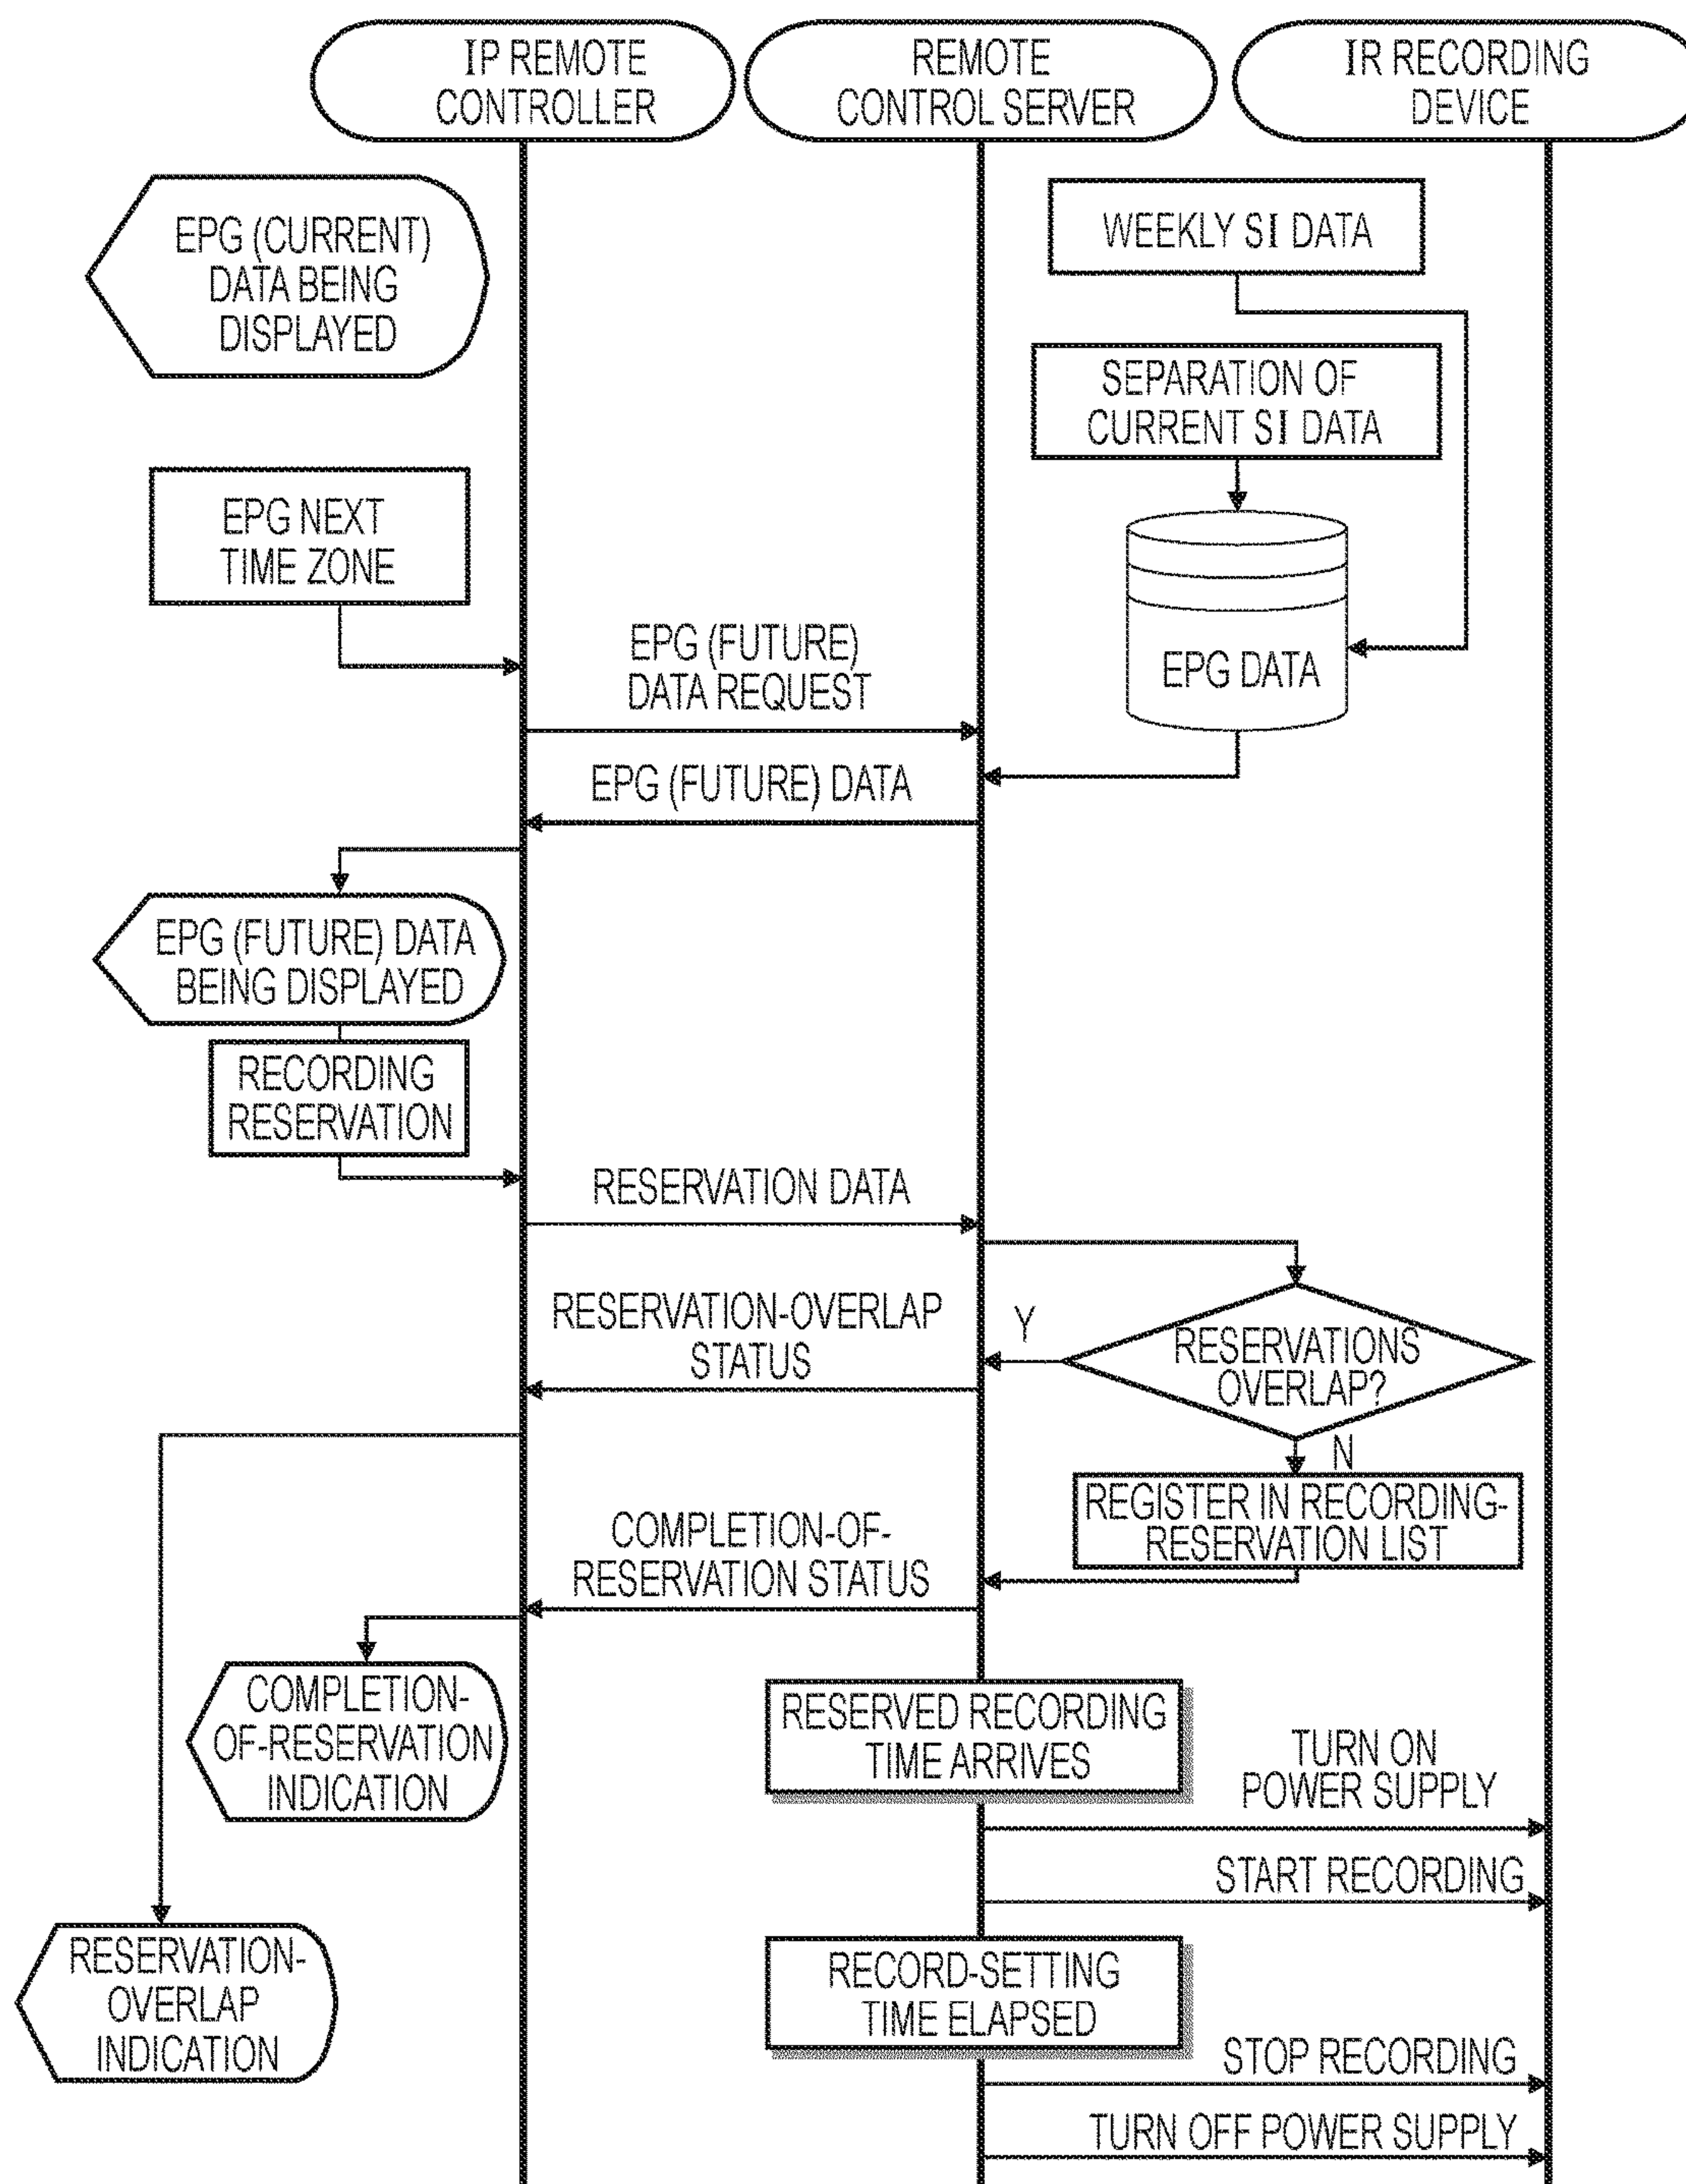 IP REMOTE
CONTROLLER
REMOTE
CONTROL SERVER
IR RECORDING
DEVICE
EPG (CURRENT)
DATA BEING
DISPLAYED
WEEKLY SI DATA
SEPARATION OF
CURRENT SI DATA
EPG NEXT
TIME ZONE
EPG (FUTURE)
DATA REQUEST
EPG DATA
EPG (FUTURE) DATA
EPG (FUTURE) DATA
BEING DISPLAYED
RECORDING
RESERVATION
RESERVATION DATA
RESERVATION-OVERLAP
STATUS
Y
RESERVATIONS
OVERLAP?
N
REGISTER IN RECORDING-
RESERVATION LIST
COMPLETION-OF-
RESERVATION STATUS
COMPLETION-
OF-RESERVATION
INDICATION
RESERVED RECORDING
TIME ARRIVES
TURN ON
POWER SUPPLY
START RECORDING
RESERVATION-
OVERLAP
INDICATION
RECORD-SETTING
TIME ELAPSED
STOP RECORDING
TURN OFF POWER SUPPLY